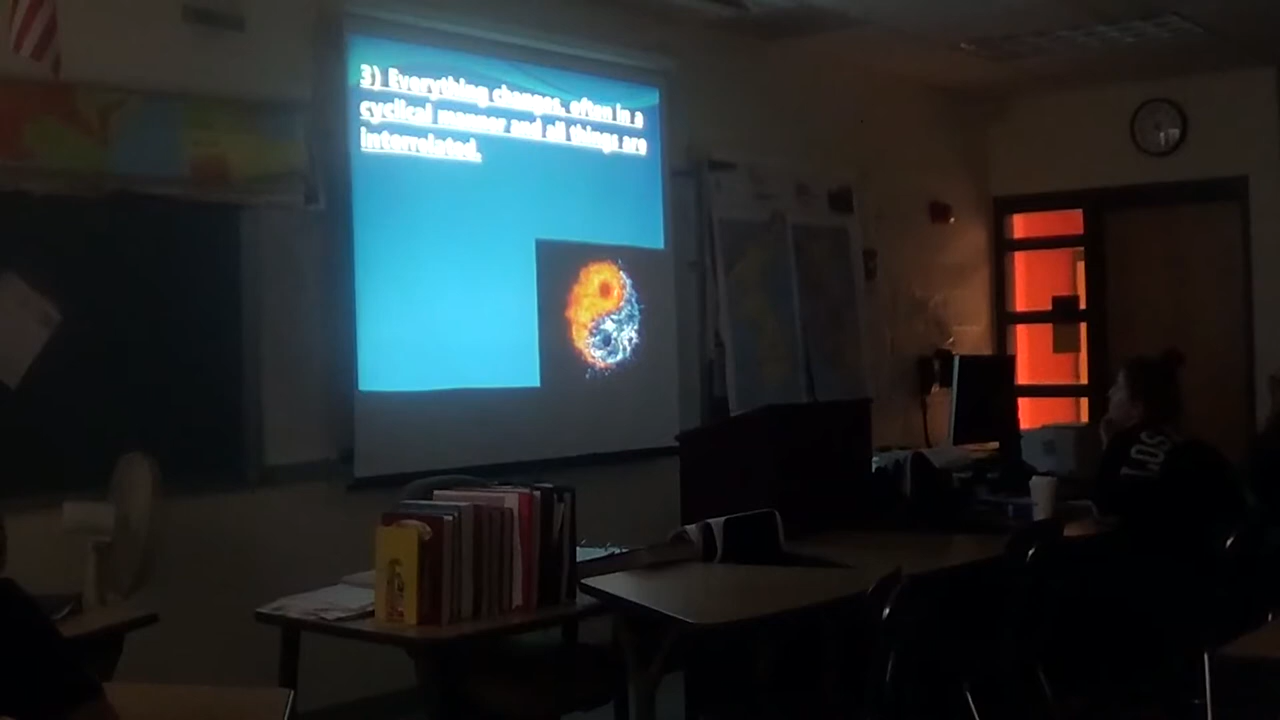 3) Everything changes, often in a
cyclical manner and all things are
interrelated.